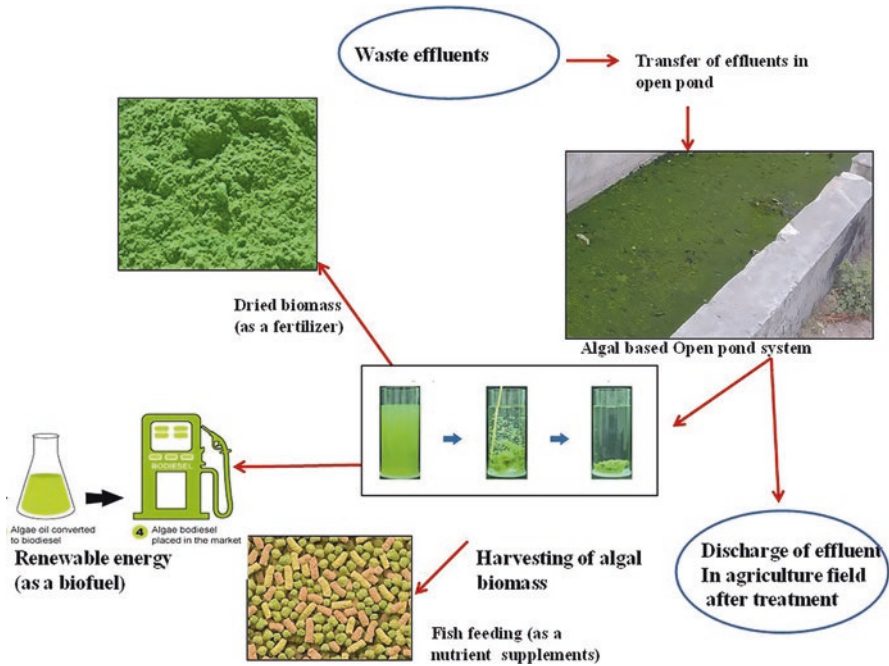 Waste effluents
Transfer of effluents in
open pond
Dried biomass
(as a fertilizer)
Algal based Open pond system
BIODIESEL
Algae oil converted
to biodiesel
4 Algae bodiesel
placed in the market
Renewable energy
(as a biofuel)
Harvesting of algal
biomass
Discharge of effluent
In agriculture field
after treatment
Fish feeding (as a
nutrient supplements)